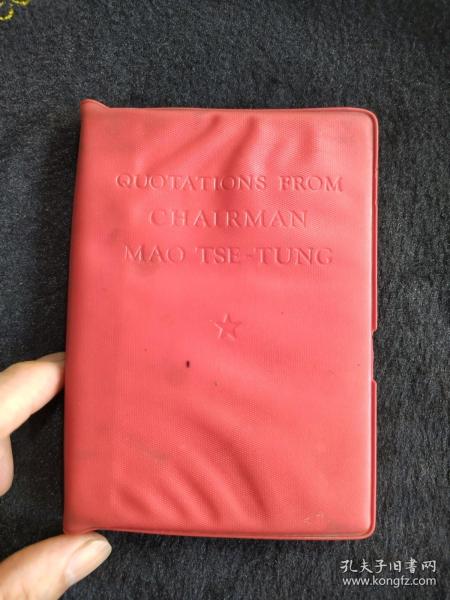 QUOTATIONS FROM
CHAIRMAN
MAO TSE-TUNG
孔夫子旧书网
www.kongfz.com